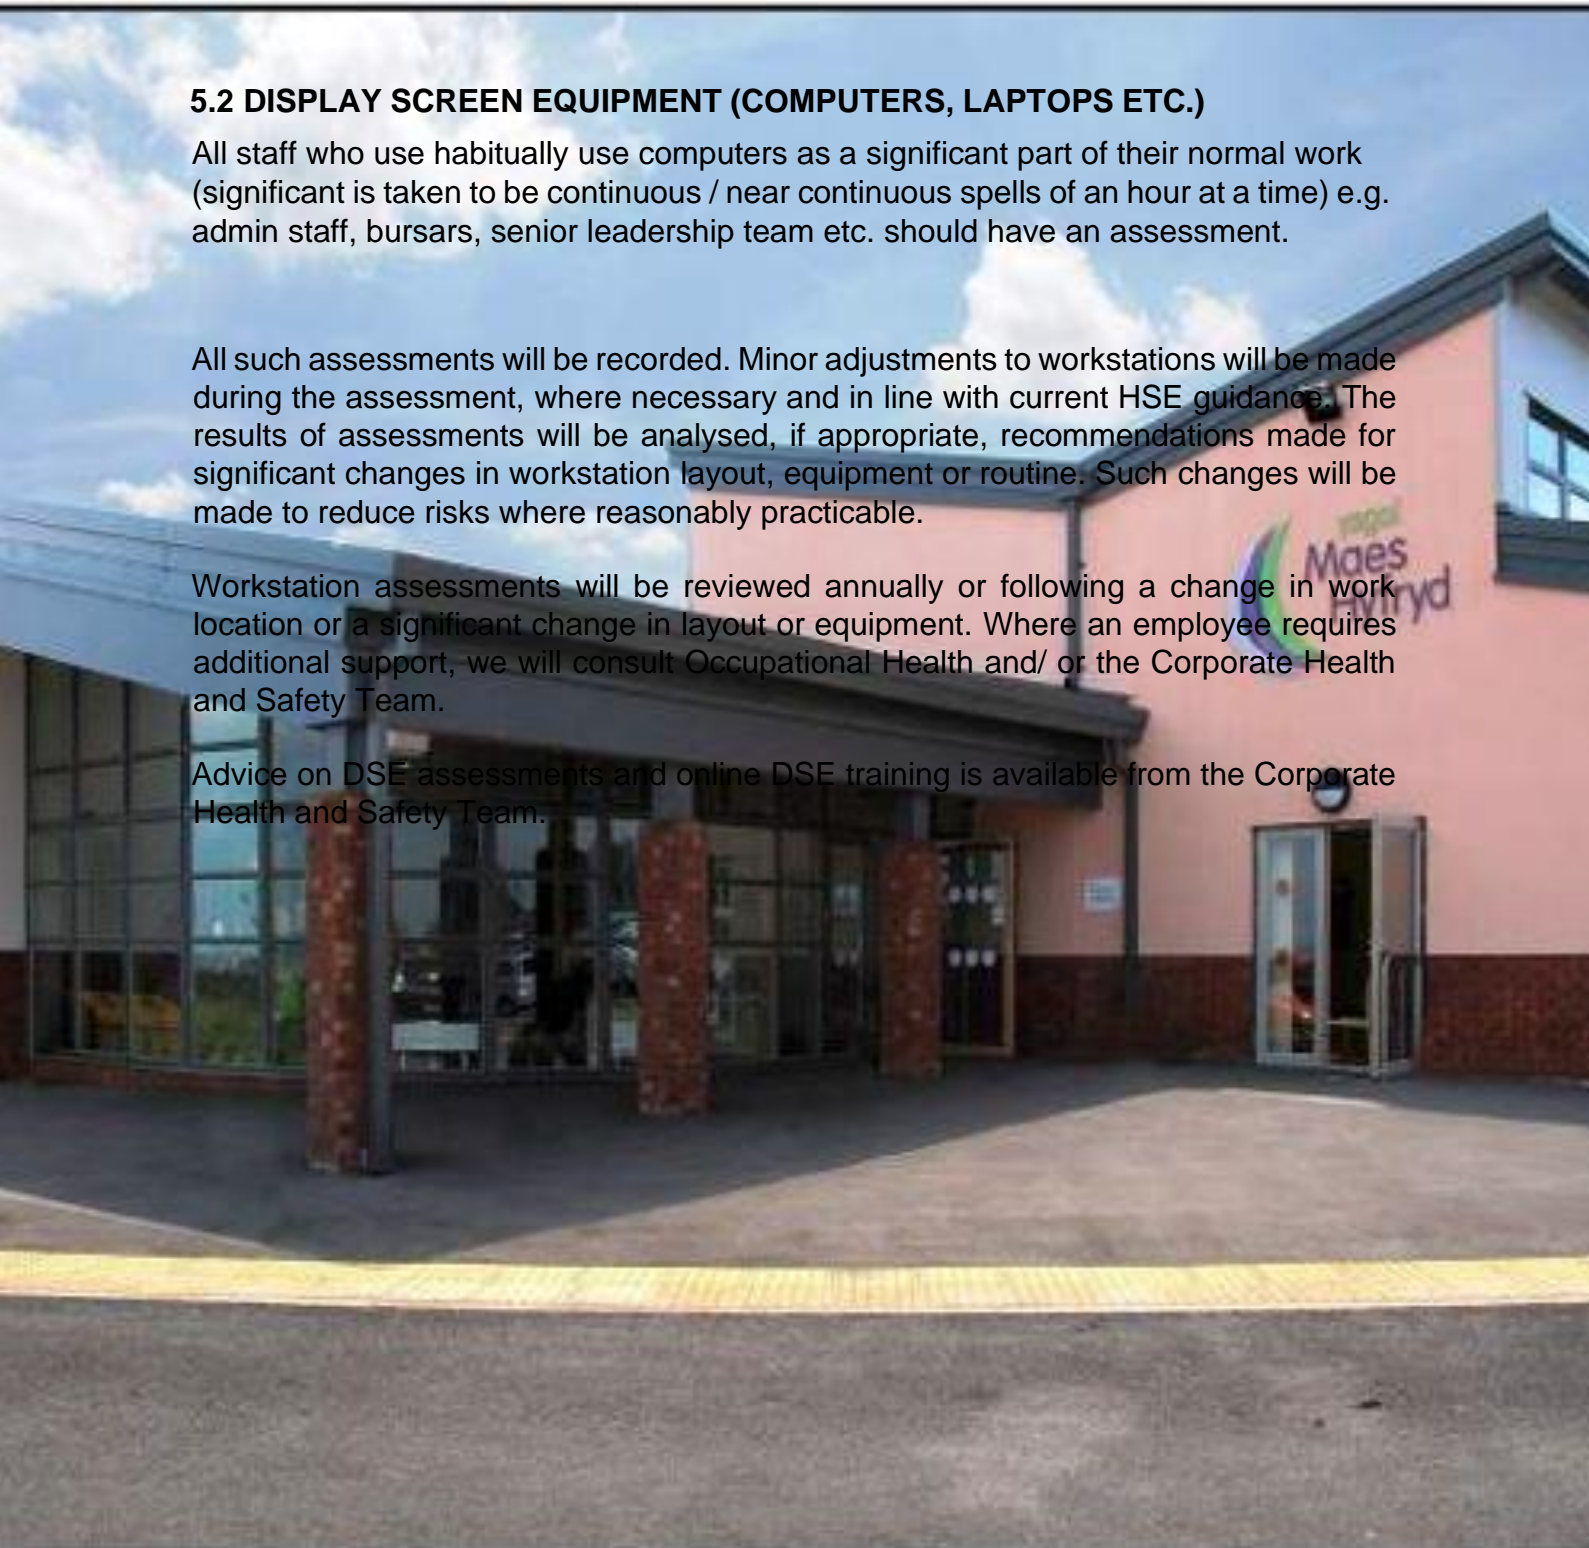 5.2 DISPLAY SCREEN EQUIPMENT (COMPUTERS, LAPTOPS ETC.)
All staff who use habitually use computers as a significant part of their normal work
(significant is taken to be continuous / near continuous spells of an hour at a time) e.g.
admin staff, bursars, senior leadership team etc. should have an assessment.
All such assessments will be recorded. Minor adjustments to workstations will be made
during the assessment, where necessary and in line with current HSE guidance. The
results of assessments will be analysed, if appropriate, recommendations made for
significant changes in workstation layout, equipment or routine. Such changes will be
made to reduce risks where reasonably practicable.
Workstation assessments will be reviewed annually or following a change in work
location or a significant change in layout or equipment. Where an employee requires
additional support, we will consult Occupational Health and/ or the Corporate Health
and Safety Team.
Advice on DSE assessments and online DSE training is available from the Corporate
Health and Safety Team.
ysgol
Maes
Hyfryd